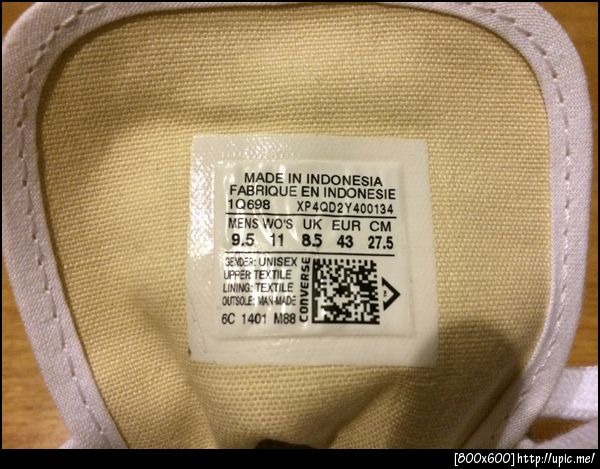 MADE IN INDONESIA
FABRIQUE EN INDONESIE
1Q698 XP4QD2Y400134
MENS WO'S UK EUR CM
9.5 11 8.5 43 27.5
GENDER: UNISEX
UPPER: TEXTILE
LINING: TEXTILE
OUTSOLE: MAN-MADE
6C 1401 M88
CONVERSE
[800x600]http://upic.me/